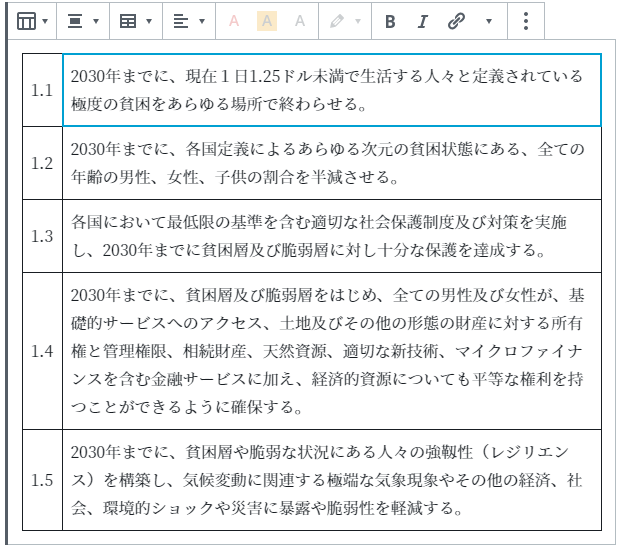 A A A B I
1.1
2030年までに、現在１日1.25ドル未満で生活する人々と定義されている
極度の貧困をあらゆる場所で終わらせる。
1.2
2030年までに、各国定義によるあらゆる次元の貧困状態にある、全ての
年齢の男性、女性、子供の割合を半減させる。
1.3
各国において最低限の基準を含む適切な社会保護制度及び対策を実施
し、2030年までに貧困層及び脆弱層に対し十分な保護を達成する。
1.4
2030年までに、貧困層及び脆弱層をはじめ、全ての男性及び女性が、基
礎的サービスへのアクセス、土地及びその他の形態の財産に対する所有
権と管理権限、相続財産、天然資源、適切な新技術、マイクロファイナ
ンスを含む金融サービスに加え、経済的資源についても平等な権利を持
つことができるように確保する。
1.5
2030年までに、貧困層や脆弱な状況にある人々の強靱性（レジリエン
ス）を構築し、気候変動に関連する極端な気象現象やその他の経済、社
会、環境的ショックや災害に暴露や脆弱性を軽減する。